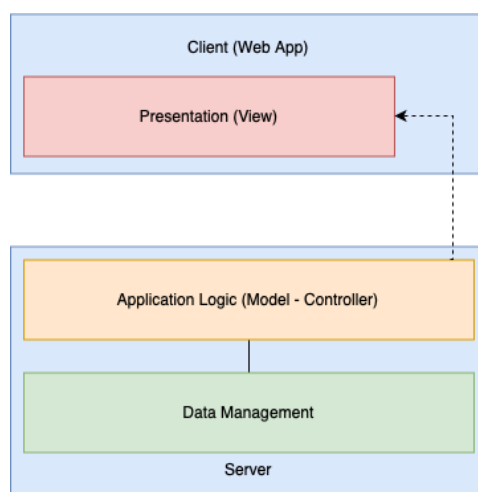 Client (Web App)
Presentation (View)
Application Logic (Model - Controller)
Data Management
Server